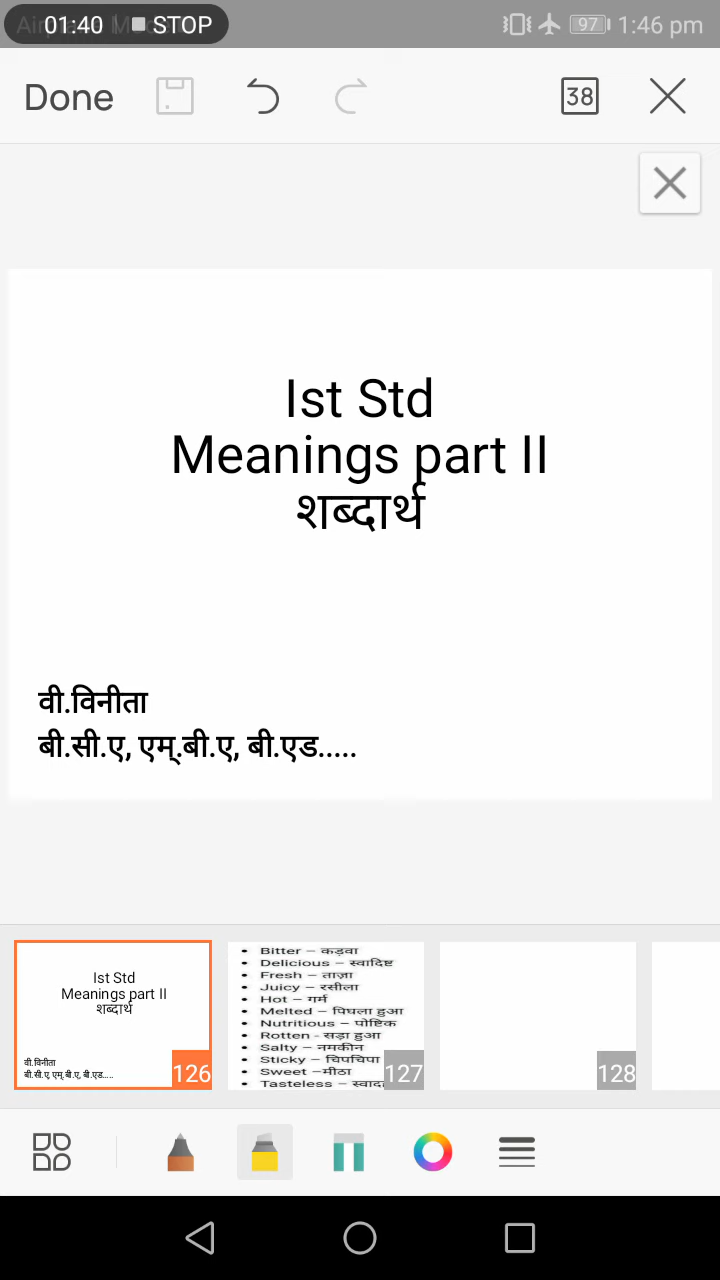 01:40 STOP
97 1:46 pm
Done
38
Ist Std
Meanings part II
शब्दार्थ
वी.विनीता
बी.सी.ए, एम्.बी.ए, बी.एड.....
Ist Std
Meanings part II
शब्दार्थ
वी.विनीता
बी.सी.ए, एम्.बी.ए, बी.एड.....
126
• Bitter – कड़वा
• Delicious – स्वादिष्ट
• Fresh – ताज़ा
• Juicy – रसीला
• Hot – गर्म
• Melted – पिघला हुआ
• Nutritious – पोष्टिक
• Rotten - सड़ा हुआ
• Salty – नमकीन
• Sticky – चिपचिपा
• Sweet –मीठा
• Tasteless –
127
128